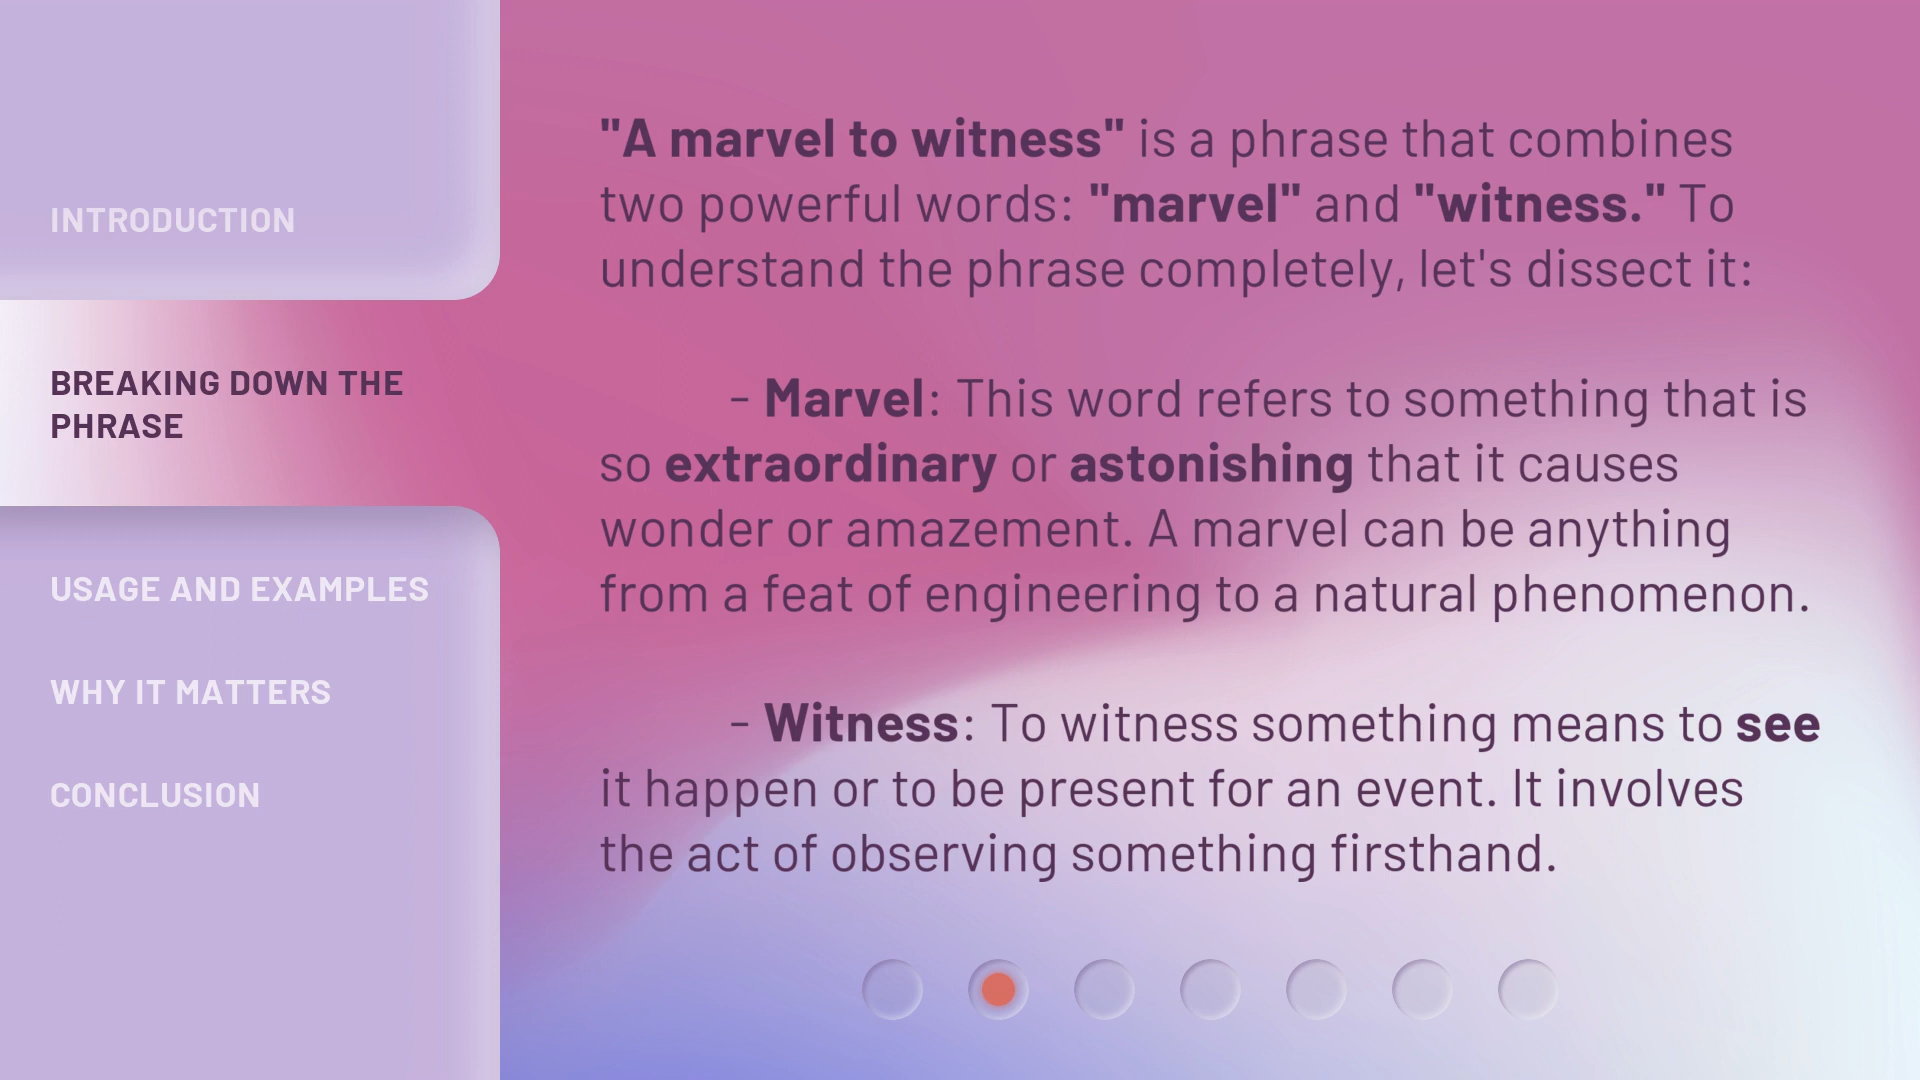 INTRODUCTION
BREAKING DOWN THE
PHRASE
USAGE AND EXAMPLES
WHY IT MATTERS
CONCLUSION
"A marvel to witness" is a phrase that combines
two powerful words: "marvel" and "witness." To
understand the phrase completely, let's dissect it:
- Marvel: This word refers to something that is
so extraordinary or astonishing that it causes
wonder or amazement. A marvel can be anything
from a feat of engineering to a natural phenomenon.
- Witness: To witness something means to see
it happen or to be present for an event. It involves
the act of observing something firsthand.